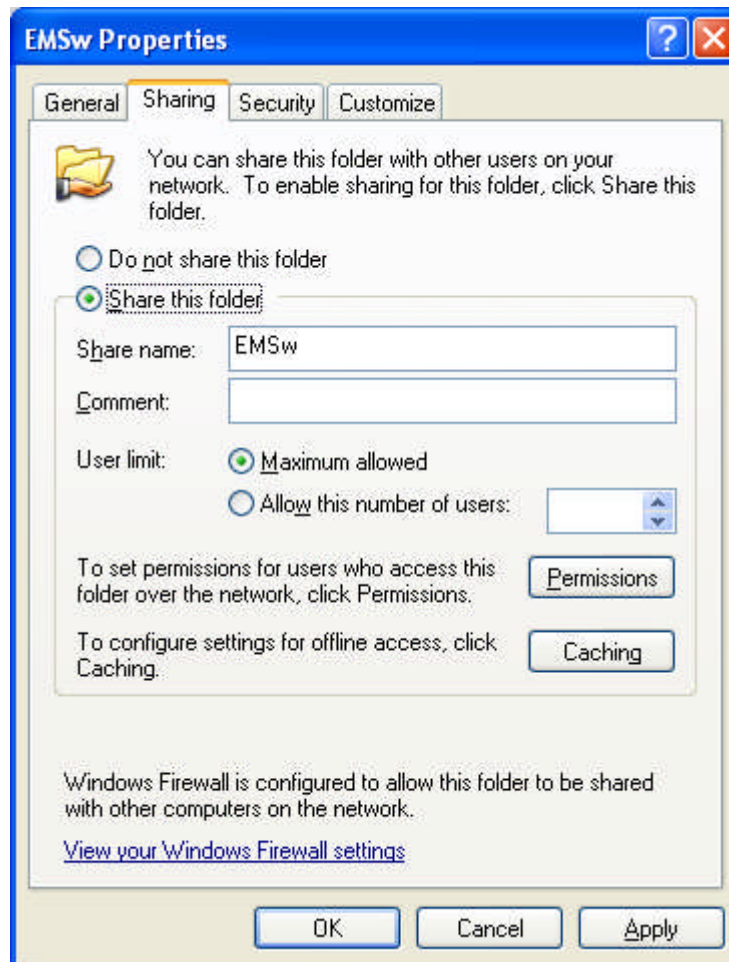 EMSw Properties
General Sharing Security Customize
You can share this folder with other users on your
network. To enable sharing for this folder, click Share this
folder.
Do not share this folder
Share this folder
Share name: EMSw
Comment:
User limit: Maximum allowed
Allow this number of users:
To set permissions for users who access this
folder over the network, click Permissions.
Permissions
To configure settings for offline access, click
Caching.
Caching
Windows Firewall is configured to allow this folder to be shared
with other computers on the network.
View your Windows Firewall settings
OK Cancel Apply